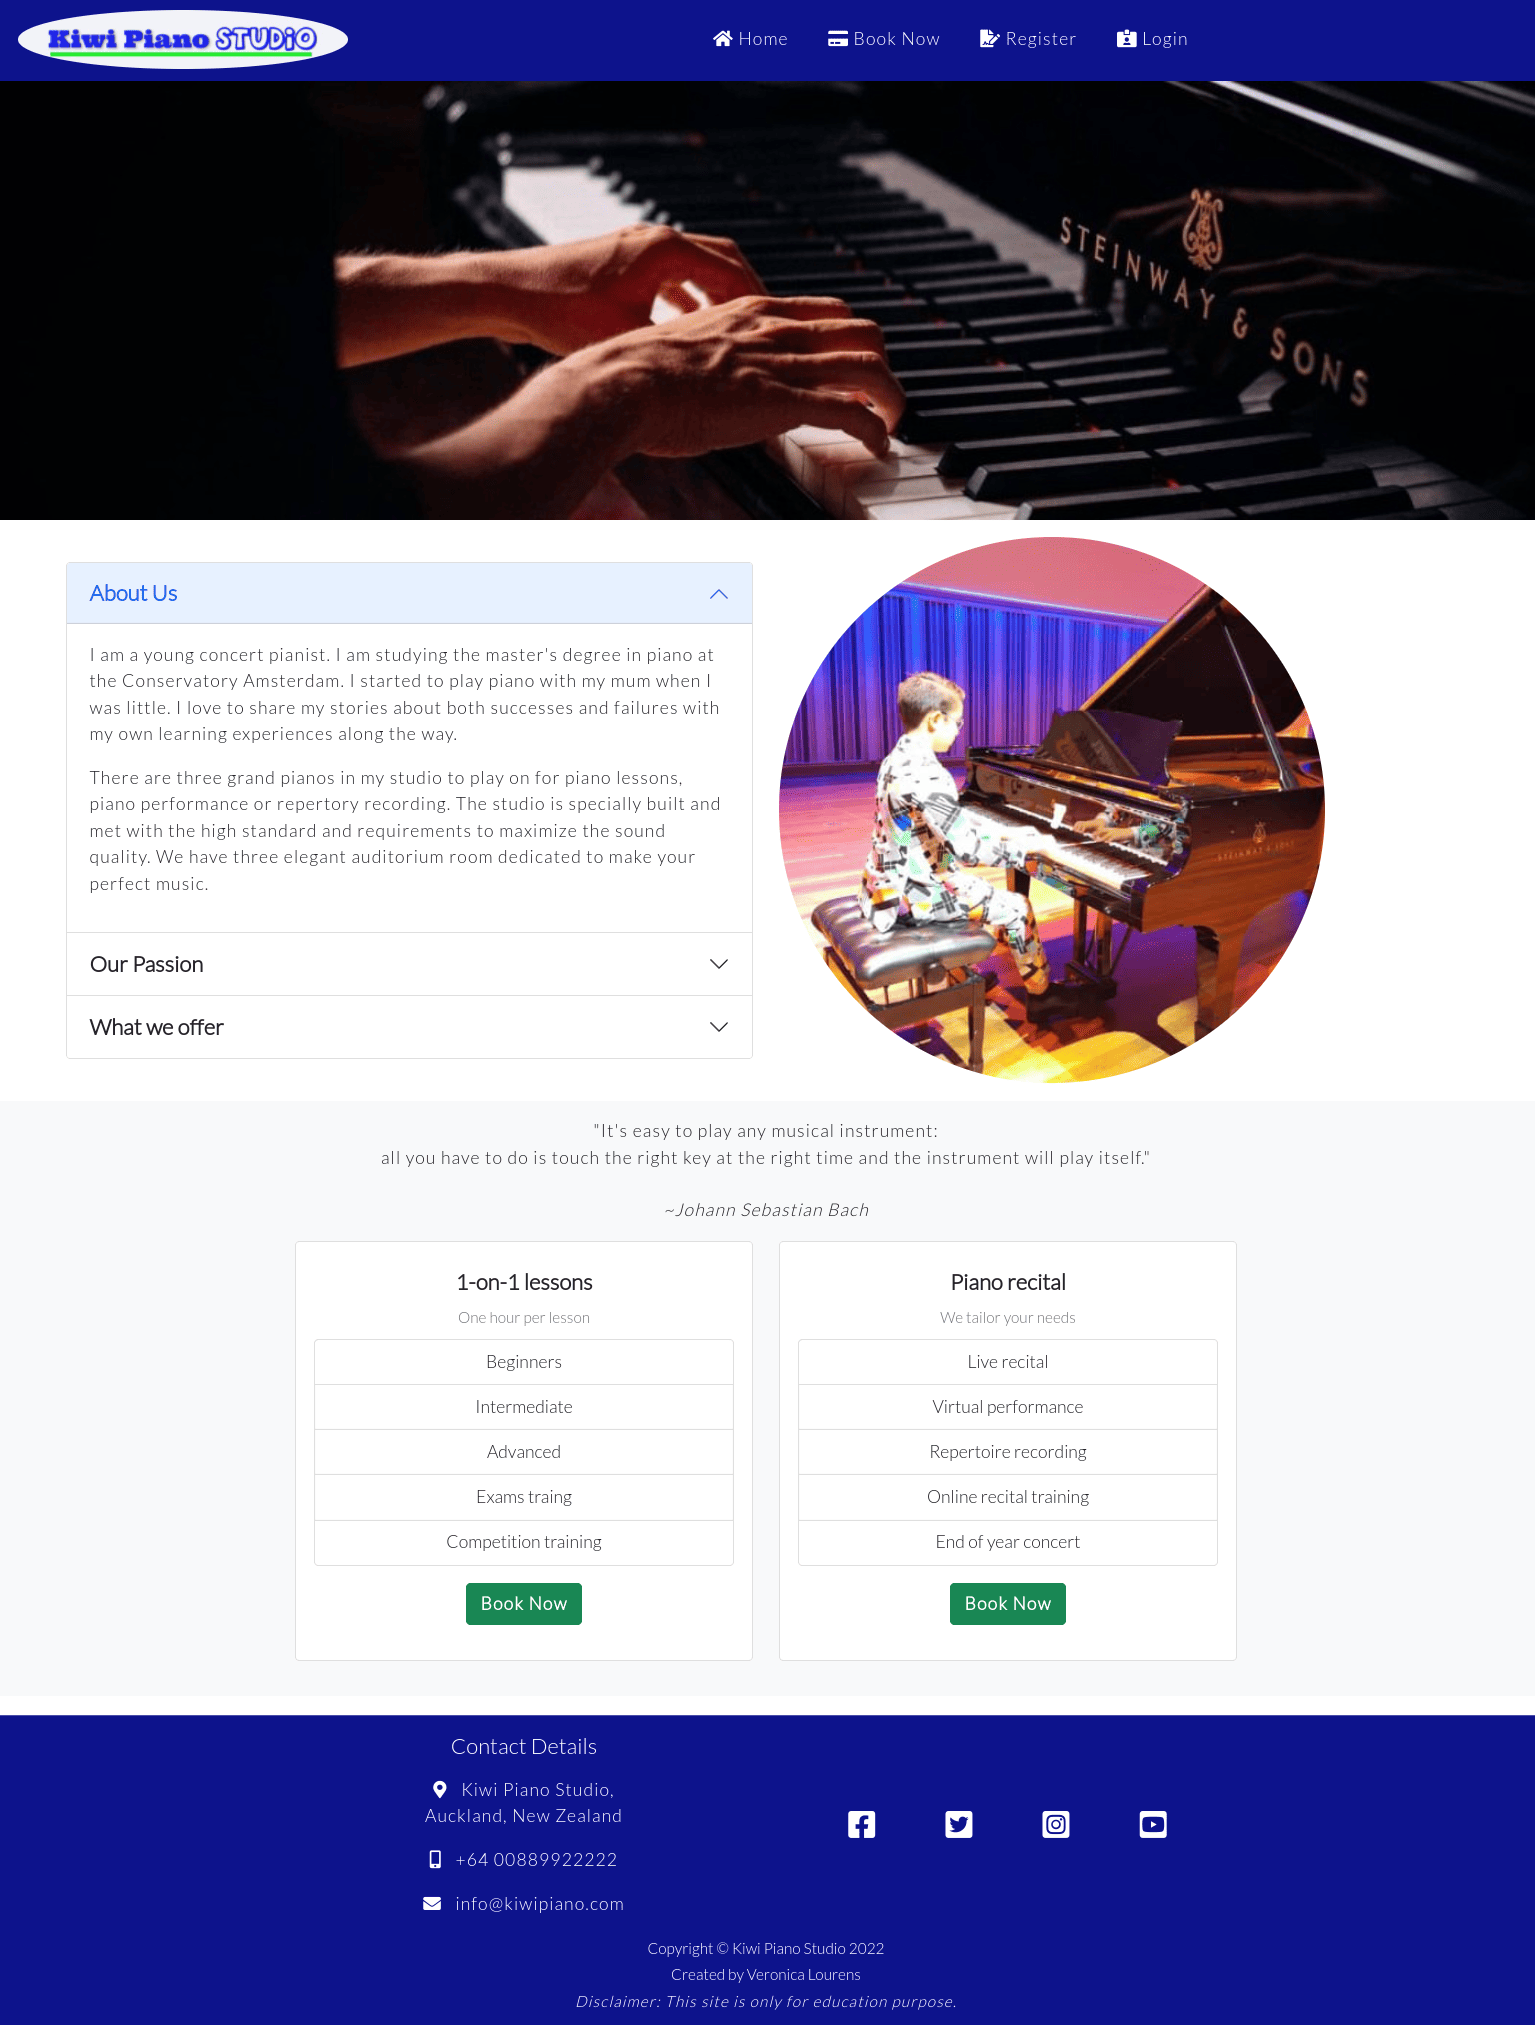 Kiwi Piano STUDiO
Home Book Now Register Login
STEINWAY & SONS
About Us
I am a young concert pianist. I am studying the master's degree in piano at
the Conservatory Amsterdam. I started to play piano with my mum when I
was little. I love to share my stories about both successes and failures with
my own learning experiences along the way.
There are three grand pianos in my studio to play on for piano lessons,
piano performance or repertory recording. The studio is specially built and
met with the high standard and requirements to maximize the sound
quality. We have three elegant auditorium room dedicated to make your
perfect music.
Our Passion
What we offer
STEINWAY & SONS
"It's easy to play any musical instrument:
all you have to do is touch the right key at the right time and the instrument will play itself."
~Johann Sebastian Bach
1-on-1 lessons
One hour per lesson
Beginners
Intermediate
Advanced
Exams traing
Competition training
Book Now
Piano recital
We tailor your needs
Live recital
Virtual performance
Repertoire recording
Online recital training
End of year concert
Book Now
Contact Details
Kiwi Piano Studio,
Auckland, New Zealand
+64 00889922222
info@kiwipiano.com
Copyright © Kiwi Piano Studio 2022
Created by Veronica Lourens
Disclaimer: This site is only for education purpose.